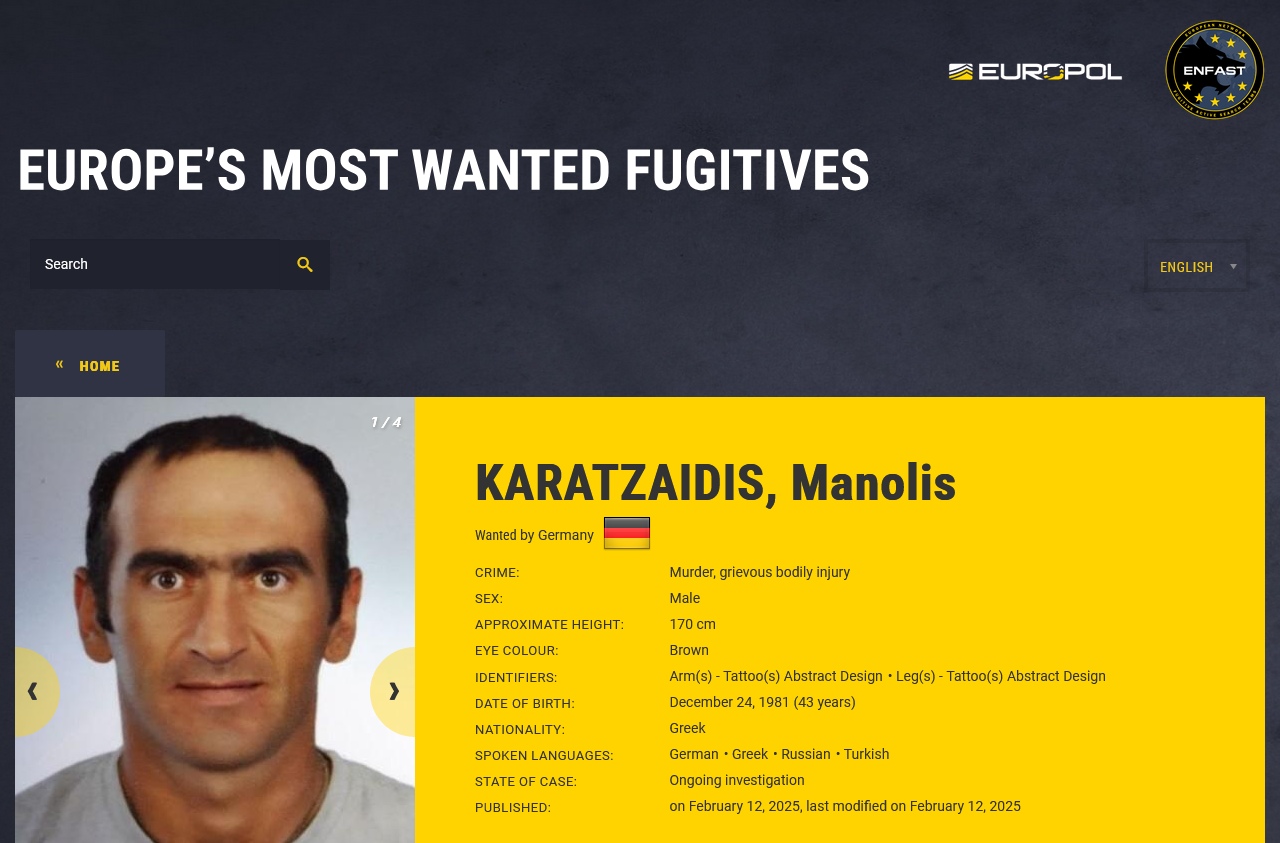 EUROPOL
EUROPEAN NETWORK
ENFAST
FUGITIVE ACTIVE SEARCH TEAMS
EUROPE’S MOST WANTED FUGITIVES
Search
ENGLISH
« HOME
1 / 4
KARATZAIDIS, Manolis
Wanted by Germany
CRIME: Murder, grievous bodily injury
SEX: Male
APPROXIMATE HEIGHT: 170 cm
EYE COLOUR: Brown
IDENTIFIERS: Arm(s) - Tattoo(s) Abstract Design • Leg(s) - Tattoo(s) Abstract Design
DATE OF BIRTH: December 24, 1981 (43 years)
NATIONALITY: Greek
SPOKEN LANGUAGES: German • Greek • Russian • Turkish
STATE OF CASE: Ongoing investigation
PUBLISHED: on February 12, 2025, last modified on February 12, 2025